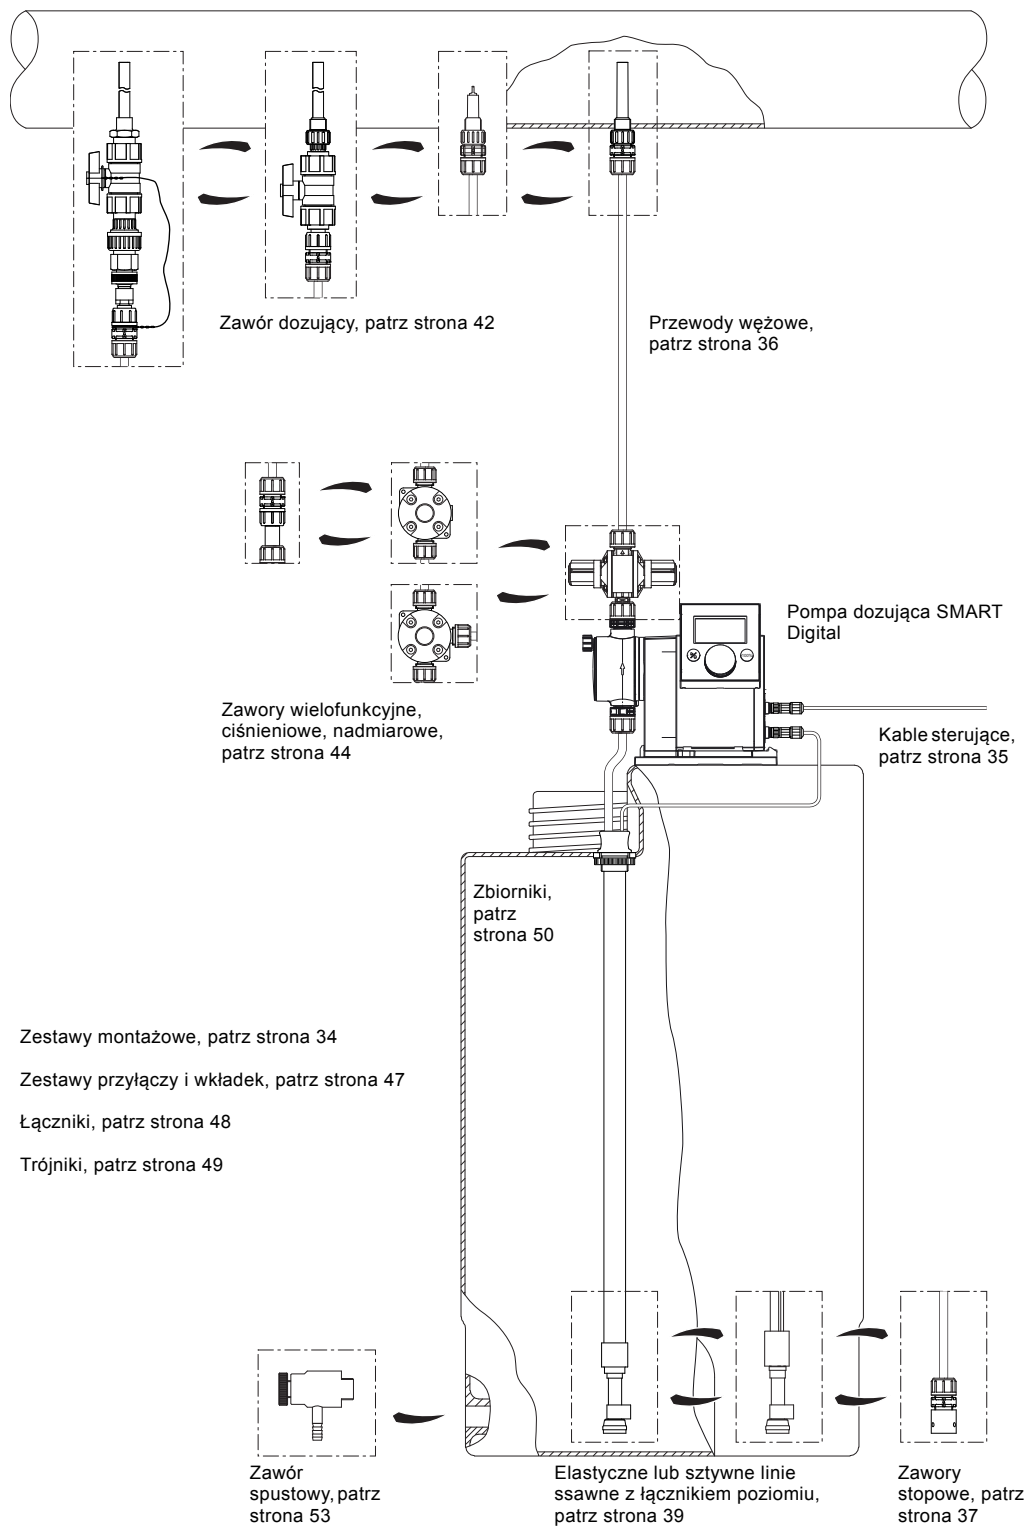 Zawór dozujący, patrz strona 42
Przewody wężowe,
patrz strona 36
Pompa dozująca SMART
Digital
Zawory wielofunkcyjne,
ciśnieniowe, nadmiarowe,
patrz strona 44
Kable sterujące,
patrz strona 35
Zbiorniki,
patrz
strona 50
Zestawy montażowe, patrz strona 34
Zestawy przyłączy i wkładek, patrz strona 47
Łączniki, patrz strona 48
Trójniki, patrz strona 49
Zawór
spustowy, patrz
strona 53
Elastyczne lub sztywne linie
ssawne z łącznikiem poziomiu,
patrz strona 39
Zawory
stopowe, patrz
strona 37